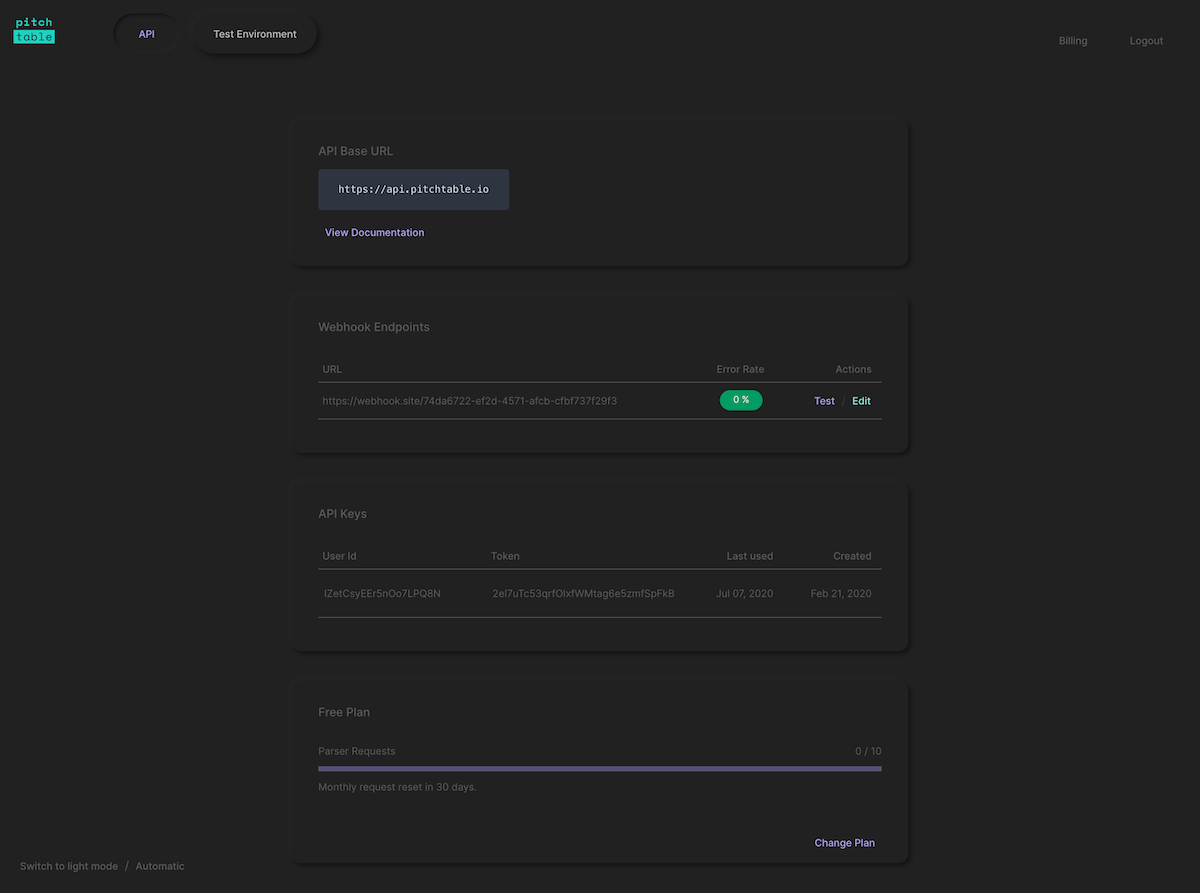 pitch
table
API
Test Environment
Billing
Logout
API Base URL
https://api.pitchtable.io
View Documentation
Webhook Endpoints
URL Error Rate Actions
https://webhook.site/74da6722-ef2d-4571-afcb-cfbf737f29f3 0 % Test / Edit
API Keys
User Id Token Last used Created
IZetCsyEEr5nOo7LPQ8N 2eI7uTc53qrfOIxfWMtag6e5zmfSpFkB Jul 07, 2020 Feb 21, 2020
Free Plan
Parser Requests 0 / 10
Monthly request reset in 30 days.
Change Plan
Switch to light mode / Automatic